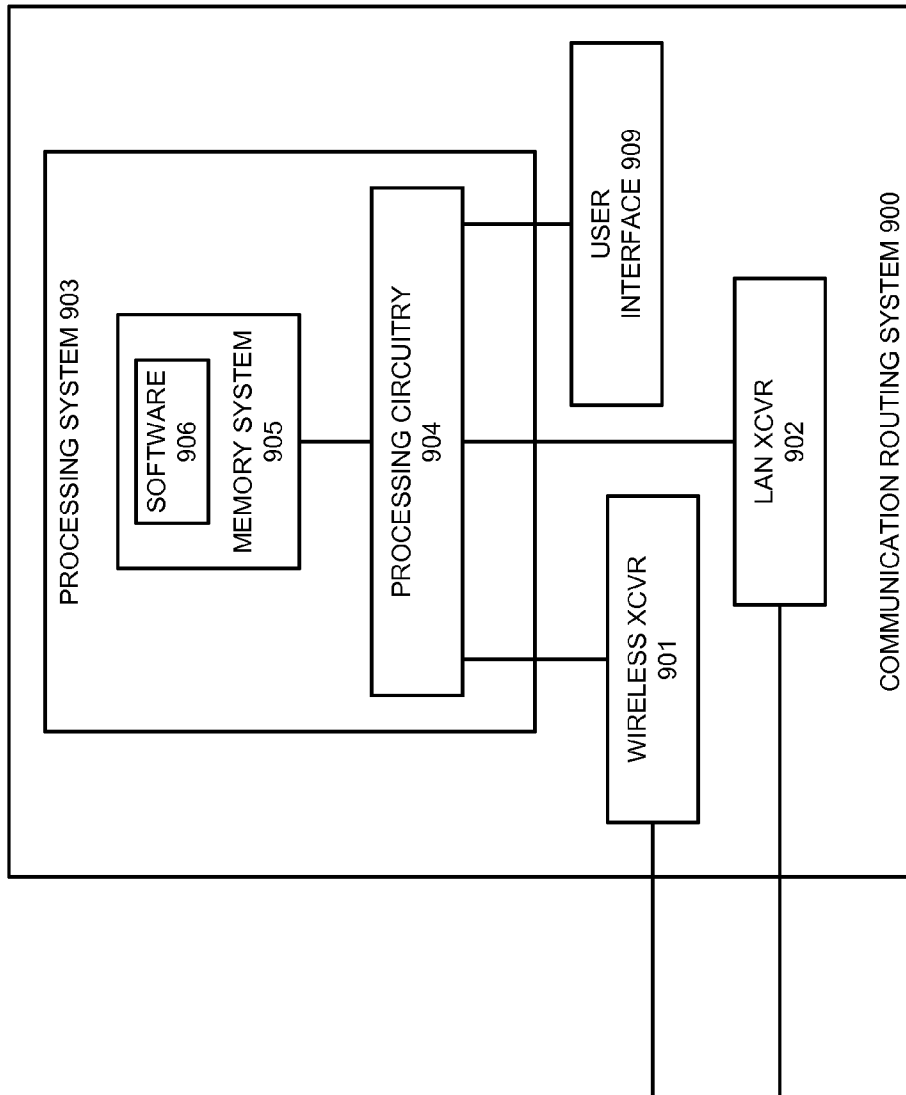 PROCESSING SYSTEM 903
SOFTWARE
906
MEMORY SYSTEM
905
PROCESSING CIRCUITRY
904
USER
INTERFACE 909
WIRELESS XCVR
901
LAN XCVR
902
COMMUNICATION ROUTING SYSTEM 900